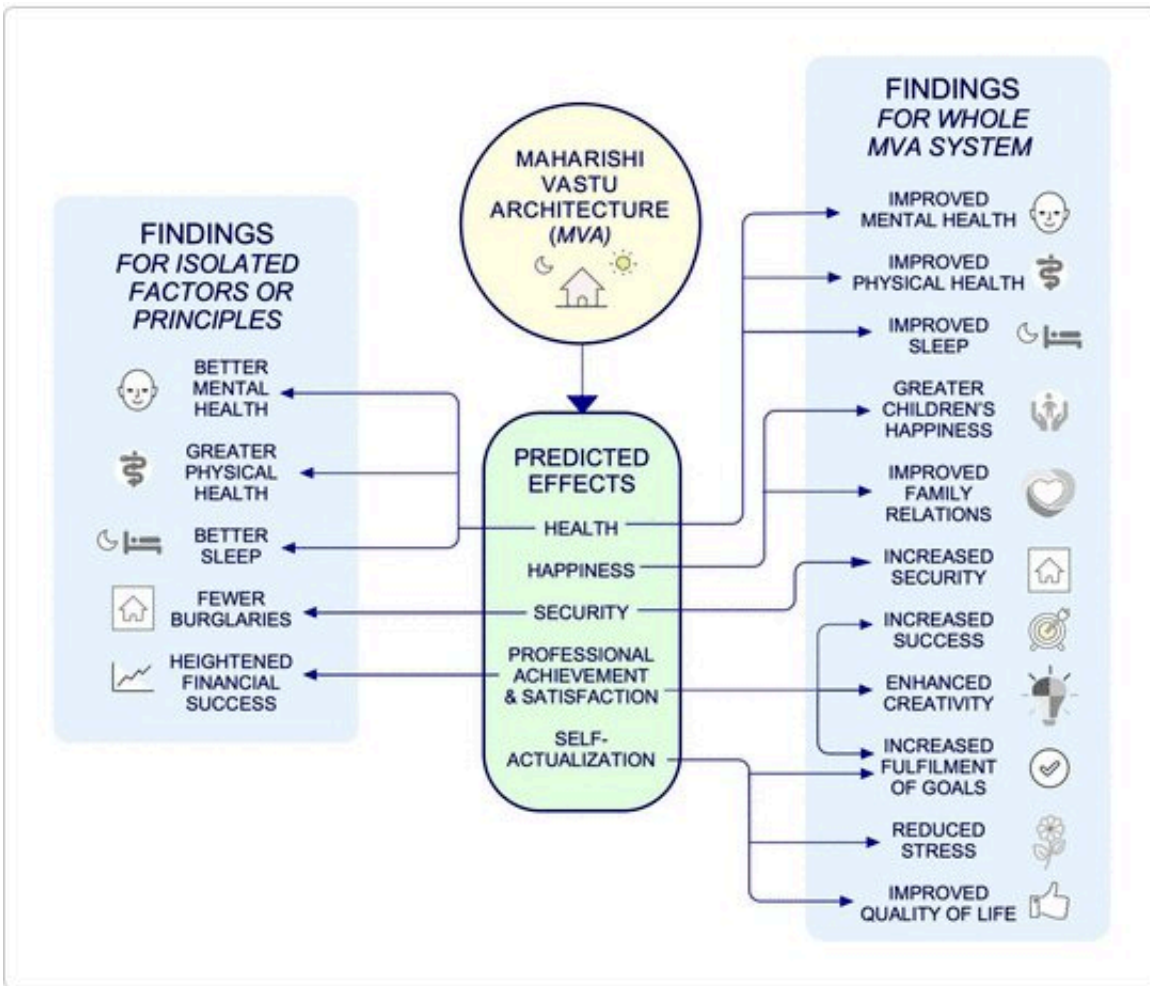 MAHARISHI
VASTU
ARCHITECTURE
(MVA)
FINDINGS
FOR ISOLATED
FACTORS OR
PRINCIPLES
BETTER
MENTAL
HEALTH
GREATER
PHYSICAL
HEALTH
BETTER
SLEEP
FEWER
BURGLARIES
HEIGHTENED
FINANCIAL
SUCCESS
PREDICTED
EFFECTS
HEALTH
HAPPINESS
SECURITY
PROFESSIONAL
ACHIEVEMENT
& SATISFACTION
SELF-
ACTUALIZATION
FINDINGS
FOR WHOLE
MVA SYSTEM
IMPROVED
MENTAL HEALTH
IMPROVED
PHYSICAL HEALTH
IMPROVED
SLEEP
GREATER
CHILDREN'S
HAPPINESS
IMPROVED
FAMILY
RELATIONS
INCREASED
SECURITY
INCREASED
SUCCESS
ENHANCED
CREATIVITY
INCREASED
FULFILMENT
OF GOALS
REDUCED
STRESS
IMPROVED
QUALITY OF LIFE